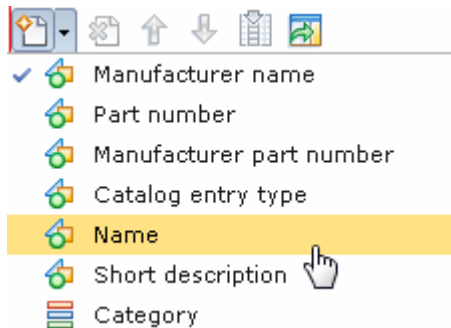 Manufacturer name
Part number
Manufacturer part number
Catalog entry type
Name
Short description
Category